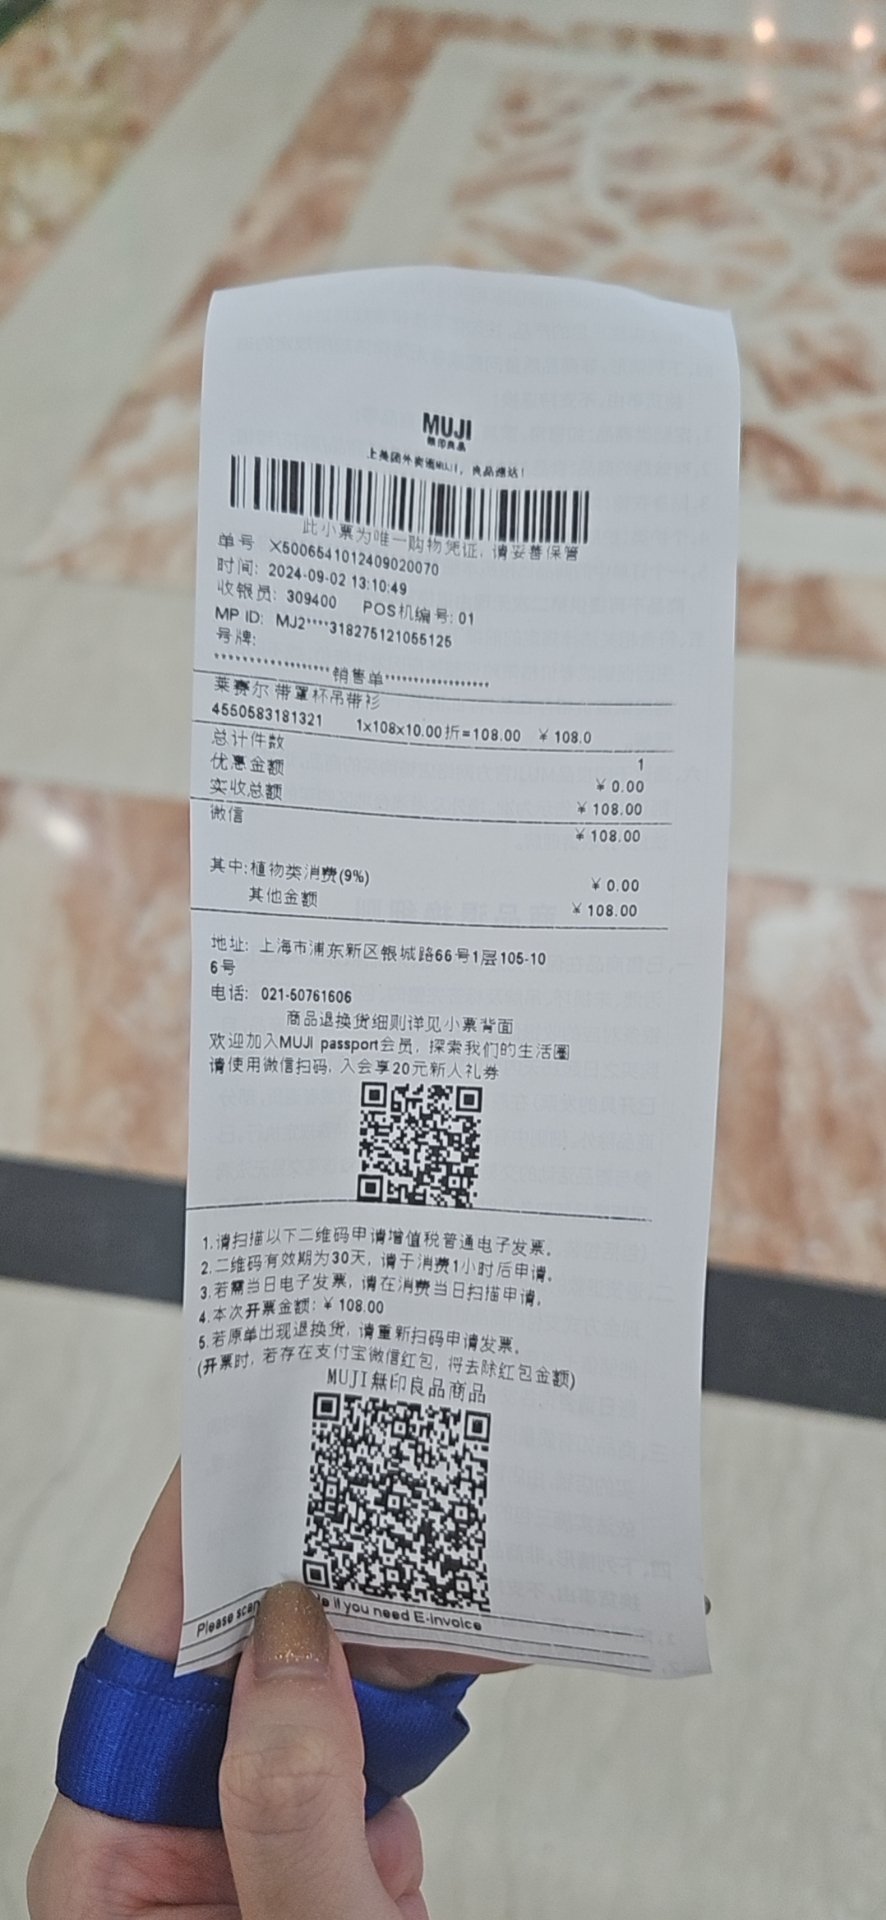 MUJI
無印良品
上美团外卖搜MUJI，良品速达！
此小票为唯一购物凭证，请妥善保管
单号 X5006541012409020070
时间: 2024-09-02 13:10:49
收银员: 309400 POS机编号: 01
MP ID: MJ2****318275121055125
号牌:
******************销售单******************
莱赛尔 带罩杯吊带衫
4550583181321 1x108x10.00折=108.00 ￥108.0
总计件数 1
优惠金额 ￥0.00
实收总额 ￥108.00
微信 ￥108.00
其中:植物类消费(9%) ￥0.00
其他金额 ￥108.00
地址: 上海市浦东新区银城路66号1层105-10
6号
电话: 021-50761606
商品退换货细则详见小票背面
欢迎加入MUJI passport会员, 探索我们的生活圈
请使用微信扫码, 入会享20元新人礼券
1.请扫描以下二维码申请增值税普通电子发票。
2.二维码有效期为30天, 请于消费1小时后申请。
3.若需当日电子发票, 请在消费当日扫描申请,
4.本次开票金额: ￥108.00
5.若原单出现退换货, 请重新扫码申请发票。
(开票时, 若存在支付宝微信红包, 将去除红包金额)
MUJI無印良品商品
Please scan if you need E-invoice